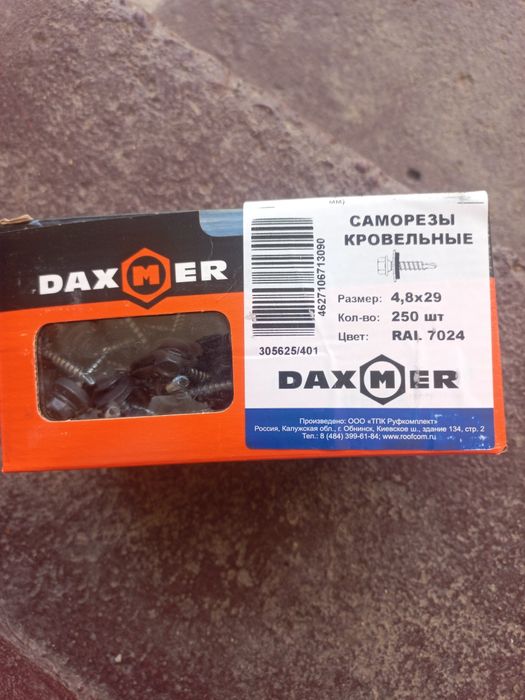 DAXMER
мм)
САМОРЕЗЫ
КРОВЕЛЬНЫЕ
4627106713090
305625/401
Размер: 4,8х29
Кол-во: 250 шт
Цвет: RAL 7024
DAXMER
Произведено: ООО «ТПК Руфкомплект»
Россия, Калужская обл., г. Обнинск, Киевское ш., здание 134, стр. 2
Тел.: 8 (484) 399-61-84; www.roofcom.ru